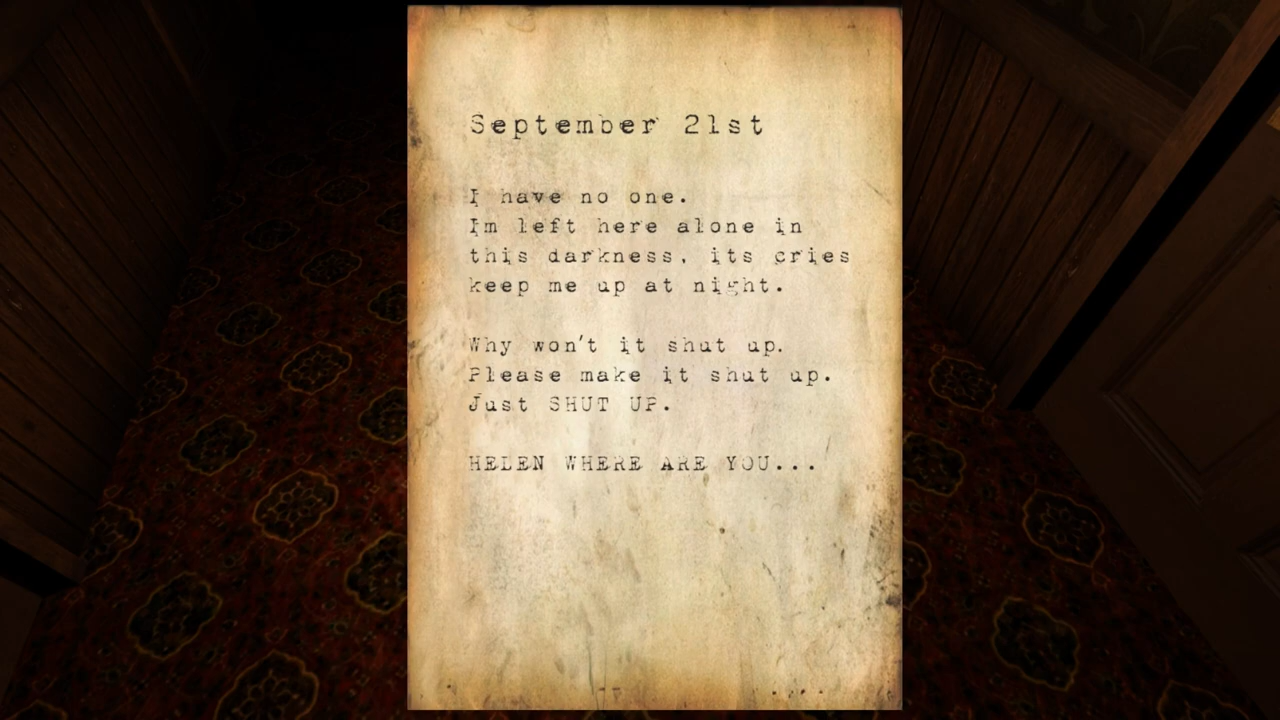 September 21st
I have no one.
Im left here alone in
this darkness, its cries
keep me up at night.
Why won't it shut up.
Please make it shut up.
Just SHUT UP.
HELEN WHERE ARE YOU...